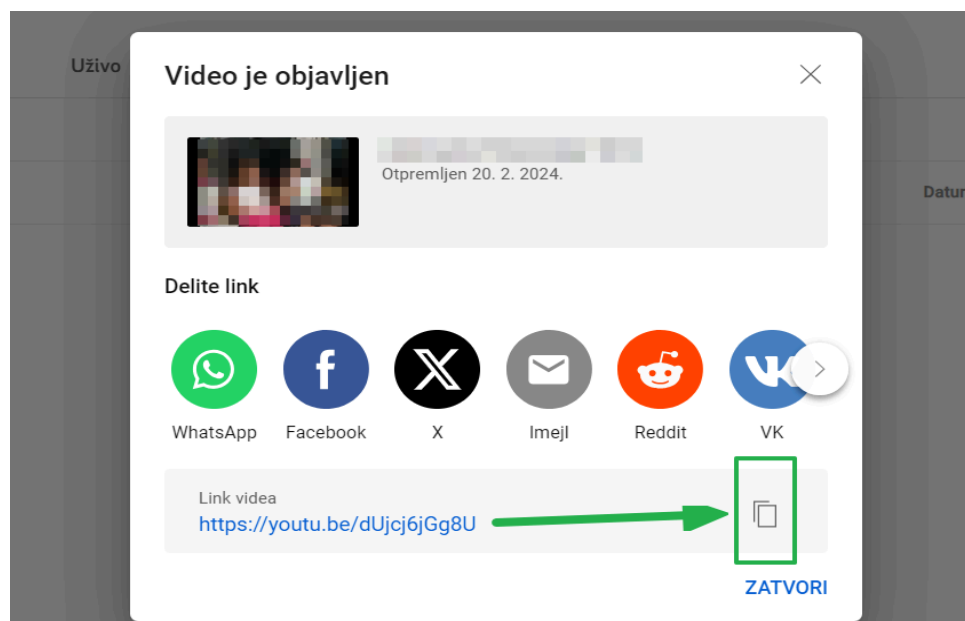 Uživo
Video je objavljen
Otpremljen 20. 2. 2024.
Datur
Delite link
WhatsApp
Facebook
X
Imejl
Reddit
VK
Link videa
https://youtu.be/dUjcj6jGg8U
ZATVORI